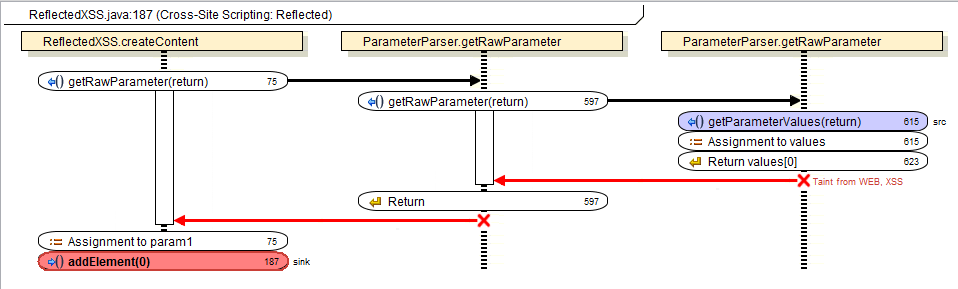 ReflectedXSS.java:187 (Cross-Site Scripting: Reflected)
ReflectedXSS.createContent ParameterParser.getRawParameter ParameterParser.getRawParameter
getRawParameter(return) 75
getRawParameter(return) 597
getParameterValues(return) 615 src
Assignment to values 615
Return values[0] 623
Taint from WEB, XSS
Return 597
Assignment to param1 75
addElement(0) 187 sink